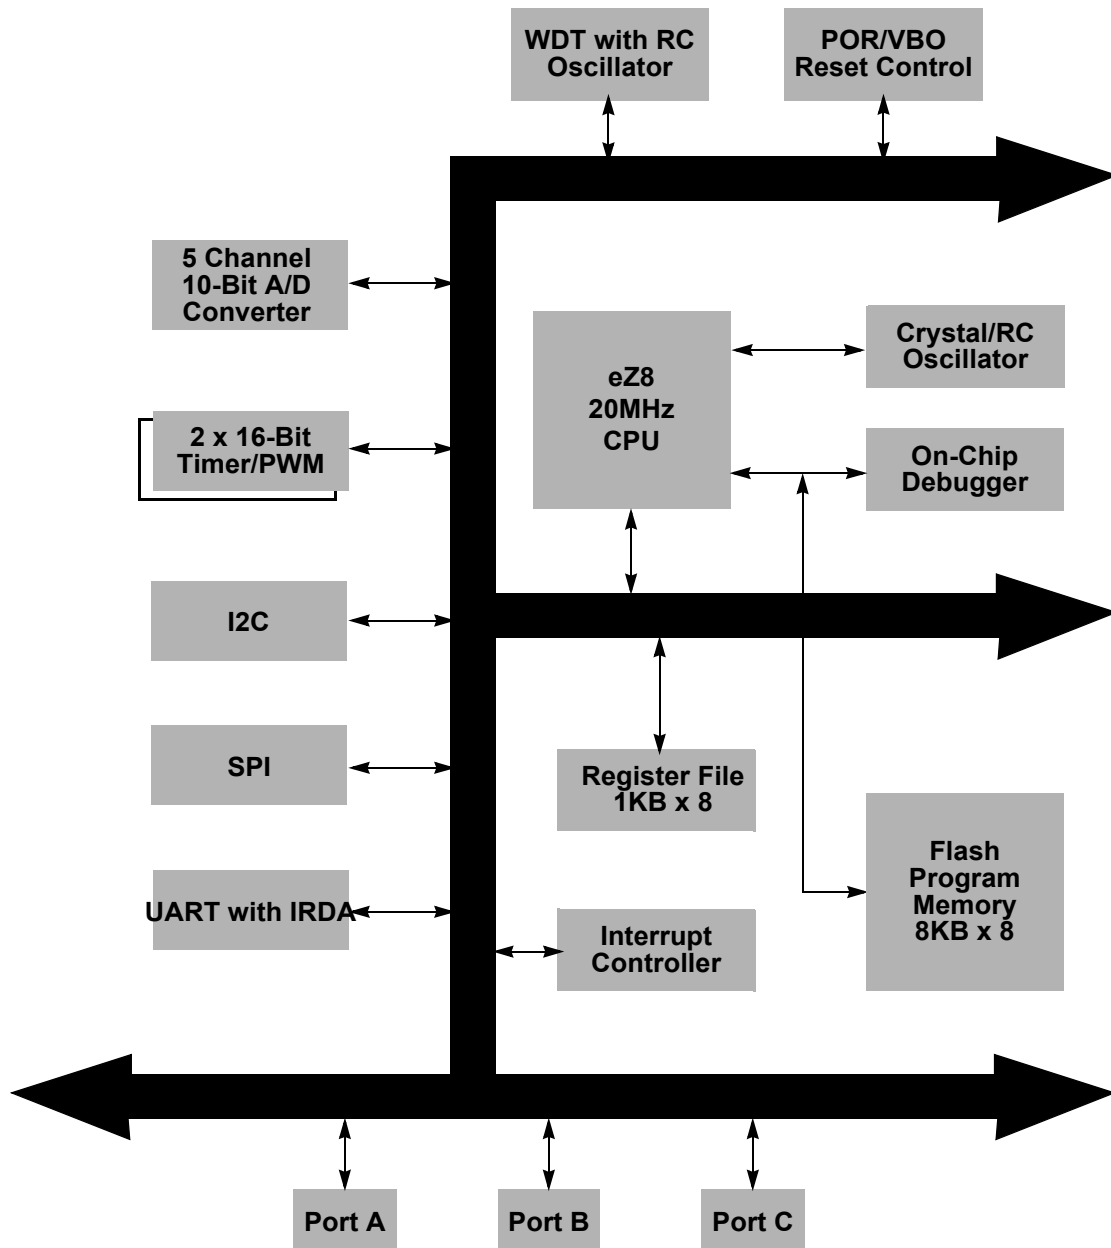 WDT with RC
Oscillator
POR/VBO
Reset Control
5 Channel
10-Bit A/D
Converter
eZ8
20MHz
CPU
Crystal/RC
Oscillator
2 x 16-Bit
Timer/PWM
On-Chip
Debugger
I2C
SPI
Register File
1KB x 8
Flash
Program
Memory
8KB x 8
UART with IRDA
Interrupt
Controller
Port A
Port B
Port C